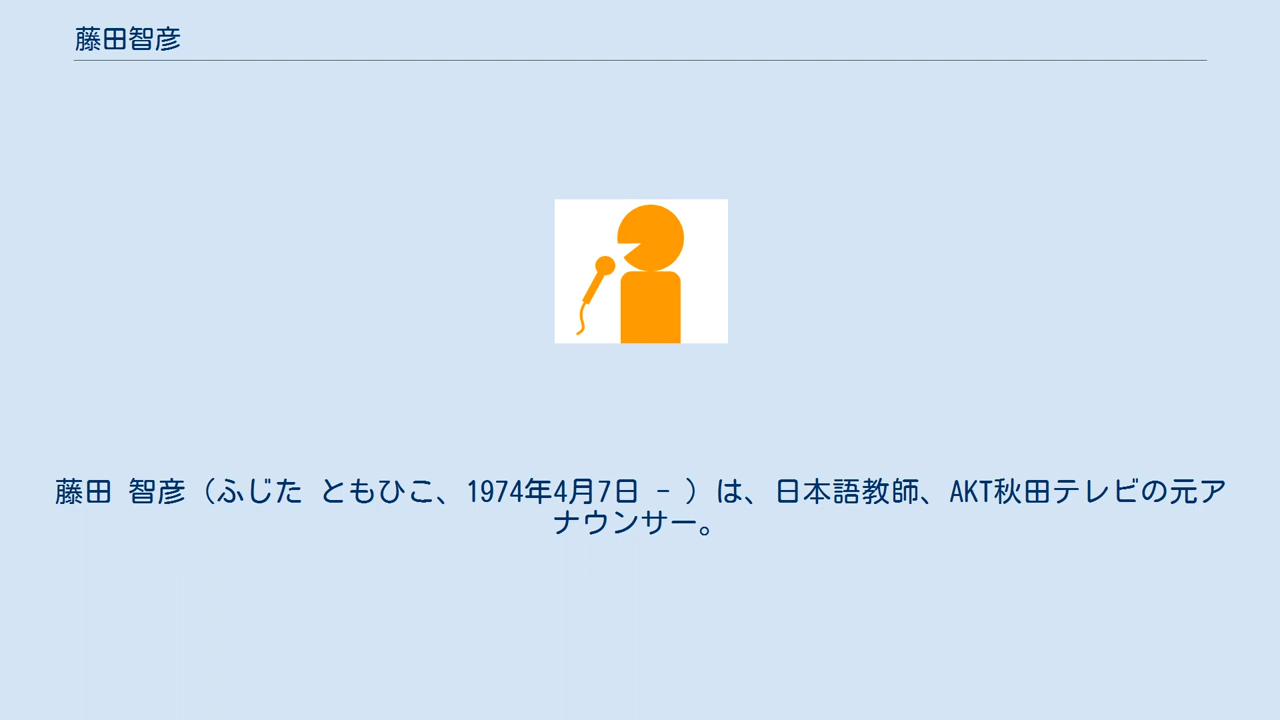 藤田智彦
藤田 智彦（ふじた ともひこ、1974年4月7日 - ）は、日本語教師、AKT秋田テレビの元ア
ナウンサー。